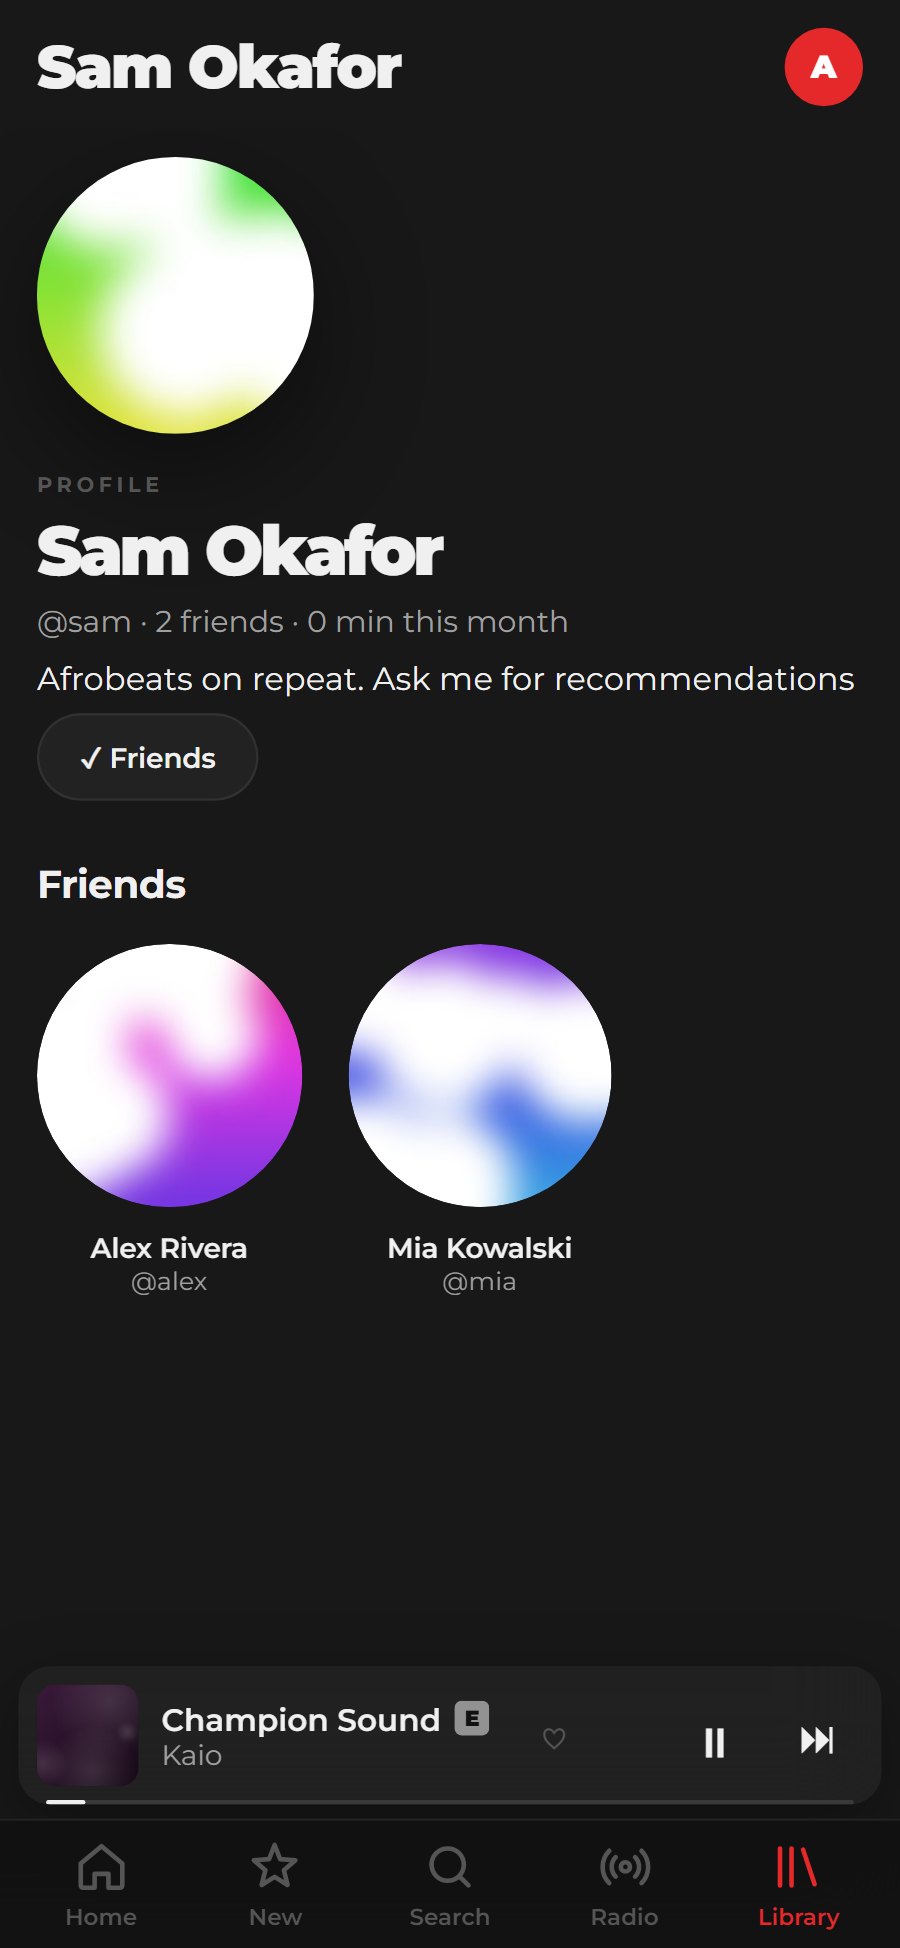 Sam Okafor
A
PROFILE
Sam Okafor
@sam · 2 friends · 0 min this month
Afrobeats on repeat. Ask me for recommendations
✓ Friends
Friends
Alex Rivera
@alex
Mia Kowalski
@mia
Champion Sound E
Kaio
Home
New
Search
Radio
Library